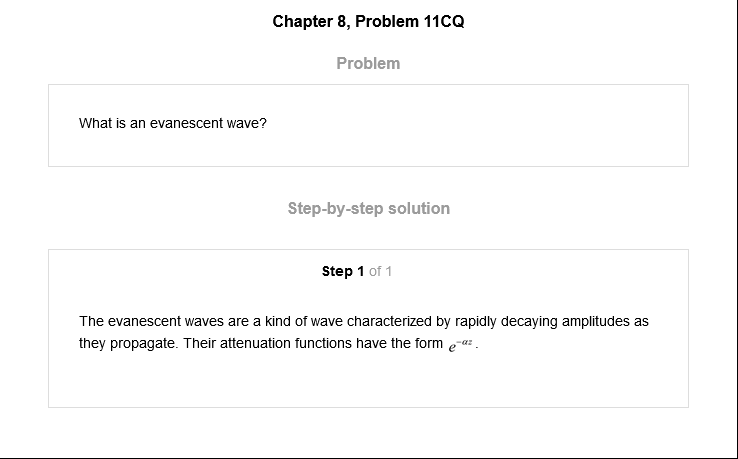 Chapter 8, Problem 11CQ
Problem
What is an evanescent wave?
Step-by-step solution
Step 1 of 1
The evanescent waves are a kind of wave characterized by rapidly decaying amplitudes as
they propagate. Their attenuation functions have the form e^{-αz}.